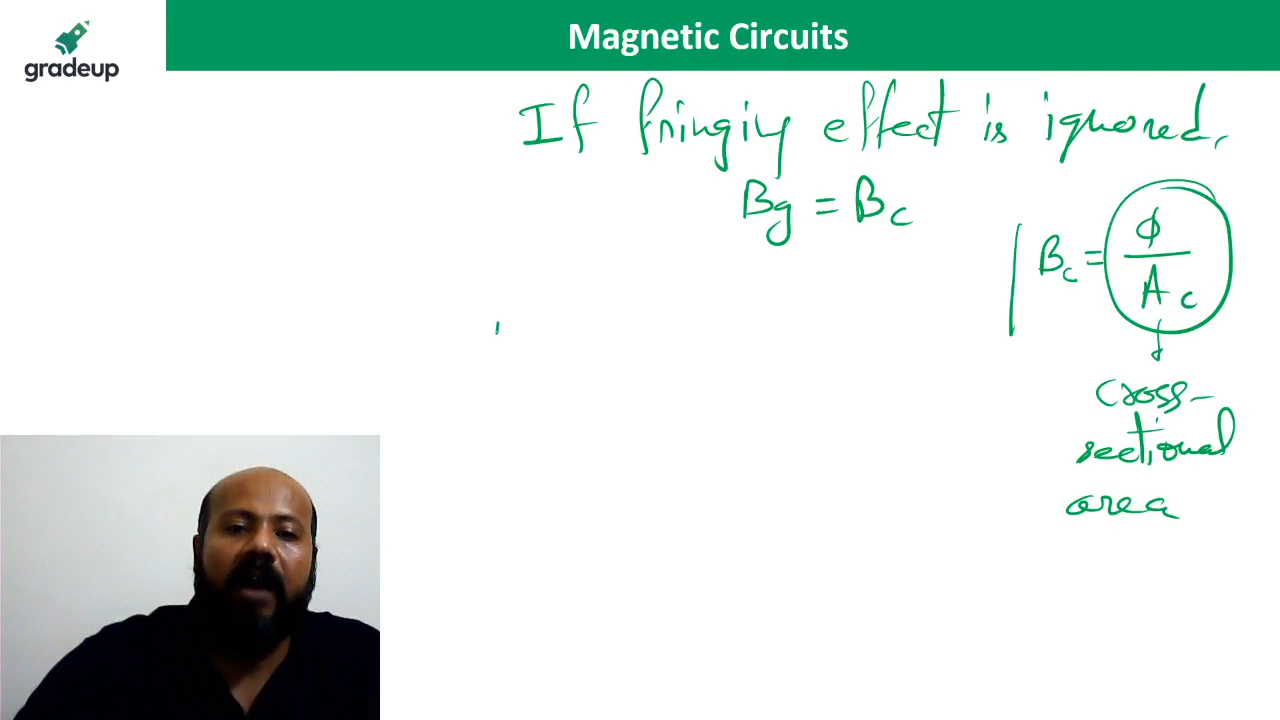 gradeup
Magnetic Circuits
If fringing effect is ignored,
Bg = Bc
Bc = ϕ
Ac
cross-
sectional
area